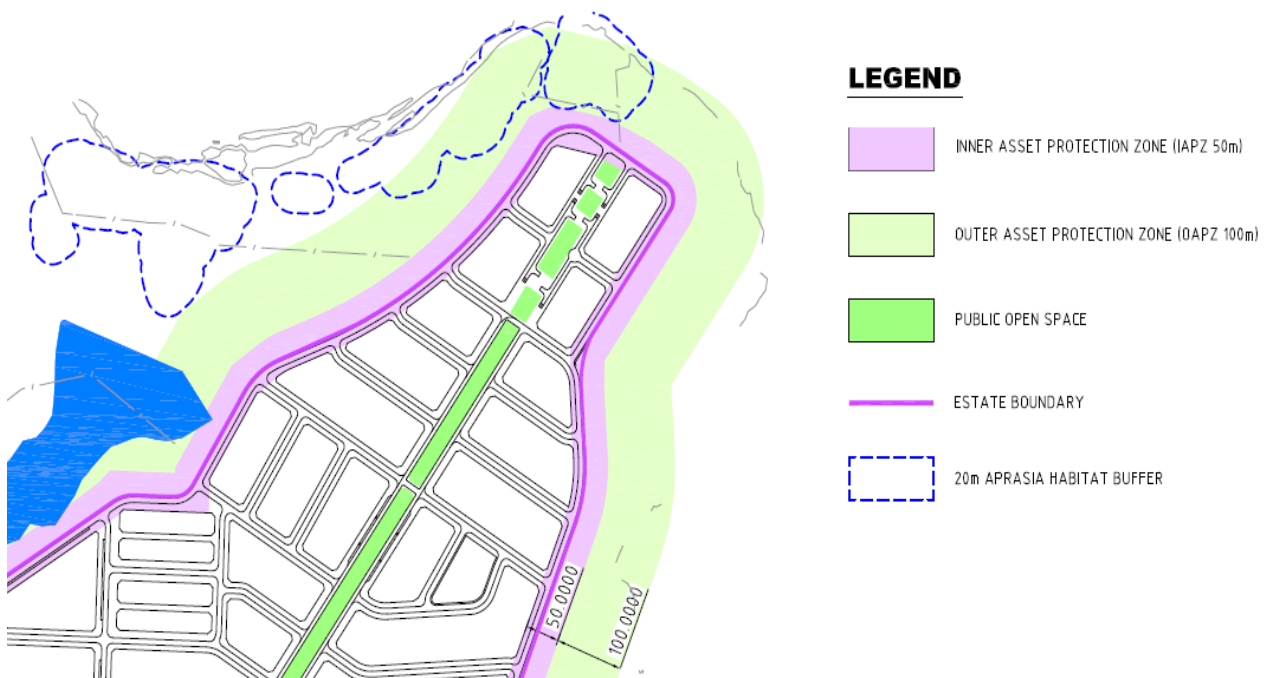 LEGEND
INNER ASSET PROTECTION ZONE (IAPZ 50m)
OUTER ASSET PROTECTION ZONE (OAPZ 100m)
PUBLIC OPEN SPACE
ESTATE BOUNDARY
20m APRASIA HABITAT BUFFER
50.0000
100.0000